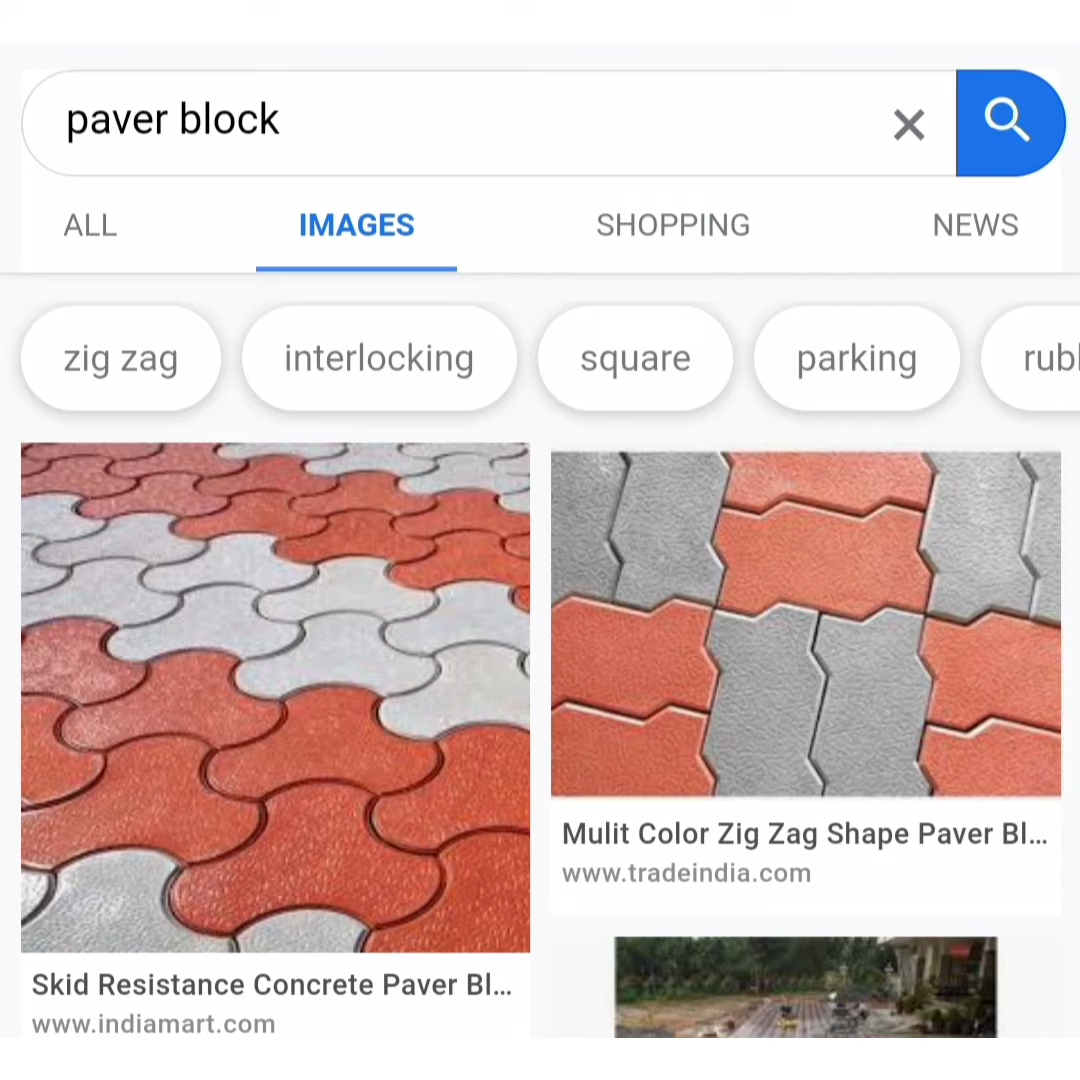 paver block
ALL IMAGES SHOPPING NEWS
zig zag interlocking square parking
Mulit Color Zig Zag Shape Paver Bl...
www.tradeindia.com
Skid Resistance Concrete Paver Bl...
www.indiamart.com